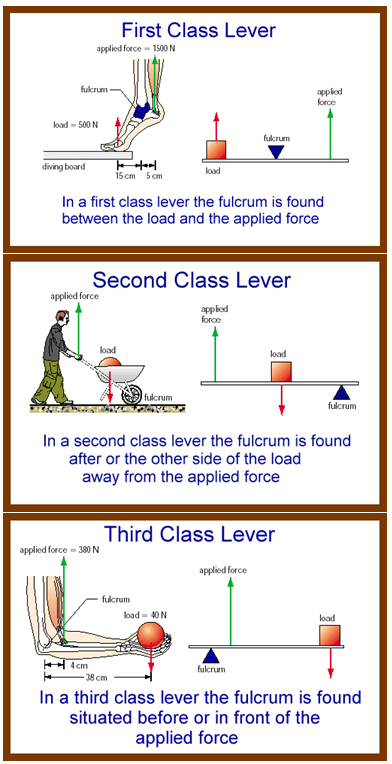 First Class Lever
applied force = 1500 N
fulcrum
load = 500 N
diving board
15 cm
5 cm
applied
force
fulcrum
load
In a first class lever the fulcrum is found
between the load and the applied force
Second Class Lever
applied force
load
fulcrum
applied
force
load
fulcrum
In a second class lever the fulcrum is found
after or the other side of the load
away from the applied force
Third Class Lever
applied force = 380 N
fulcrum
load = 40 N
4 cm
38 cm
applied force
load
fulcrum
In a third class lever the fulcrum is found
situated before or in front of the
applied force